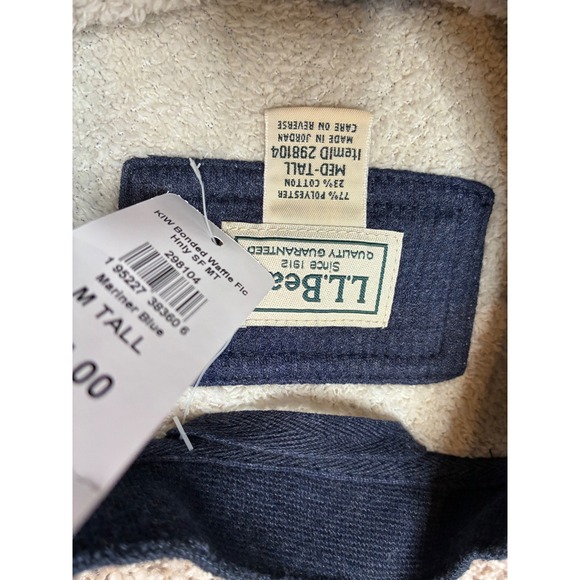 77% POLYESTER
23% COTTON
MED-TALL
ItemID 298104
MADE IN JORDAN
CARE ON REVERSE
L.L.Bea
Since 1912
QUALITY GUARANTEED
KIW Bonded Waffle Flc
Hnly SF MT
298104
1 95227 38360 6
Mariner Blue
M TALL
.00